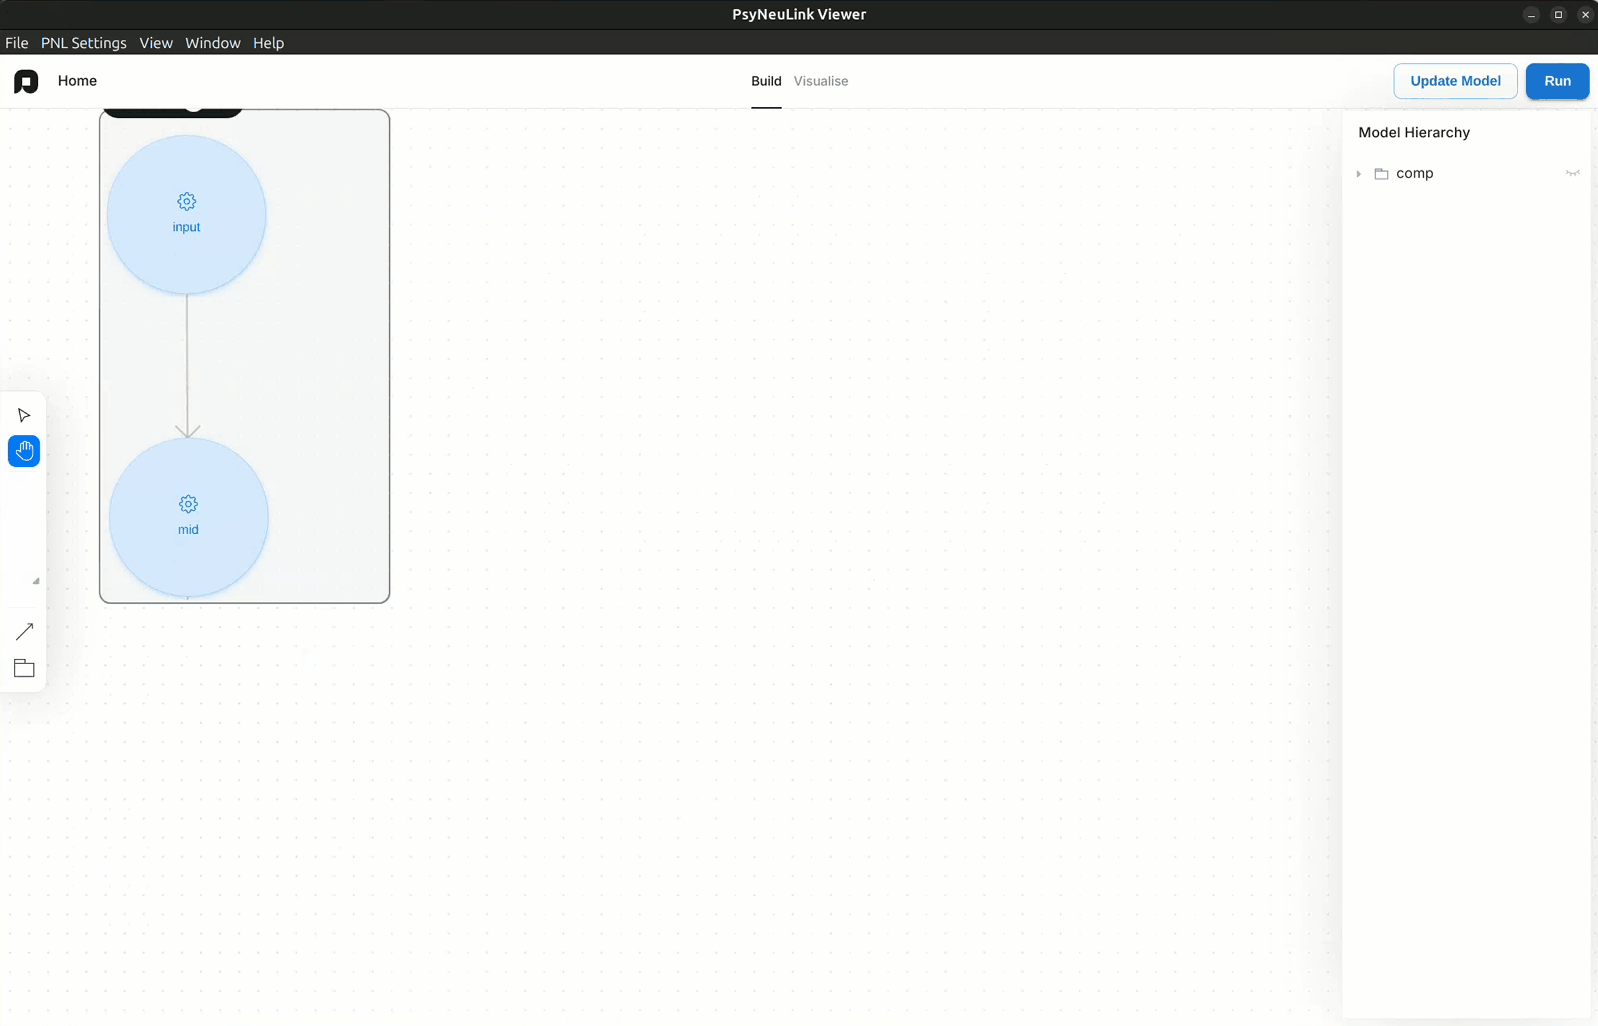 PsyNeuLink Viewer
File PNL Settings View Window Help
Home Build Visualise Update Model Run
Model Hierarchy
comp
input
mid